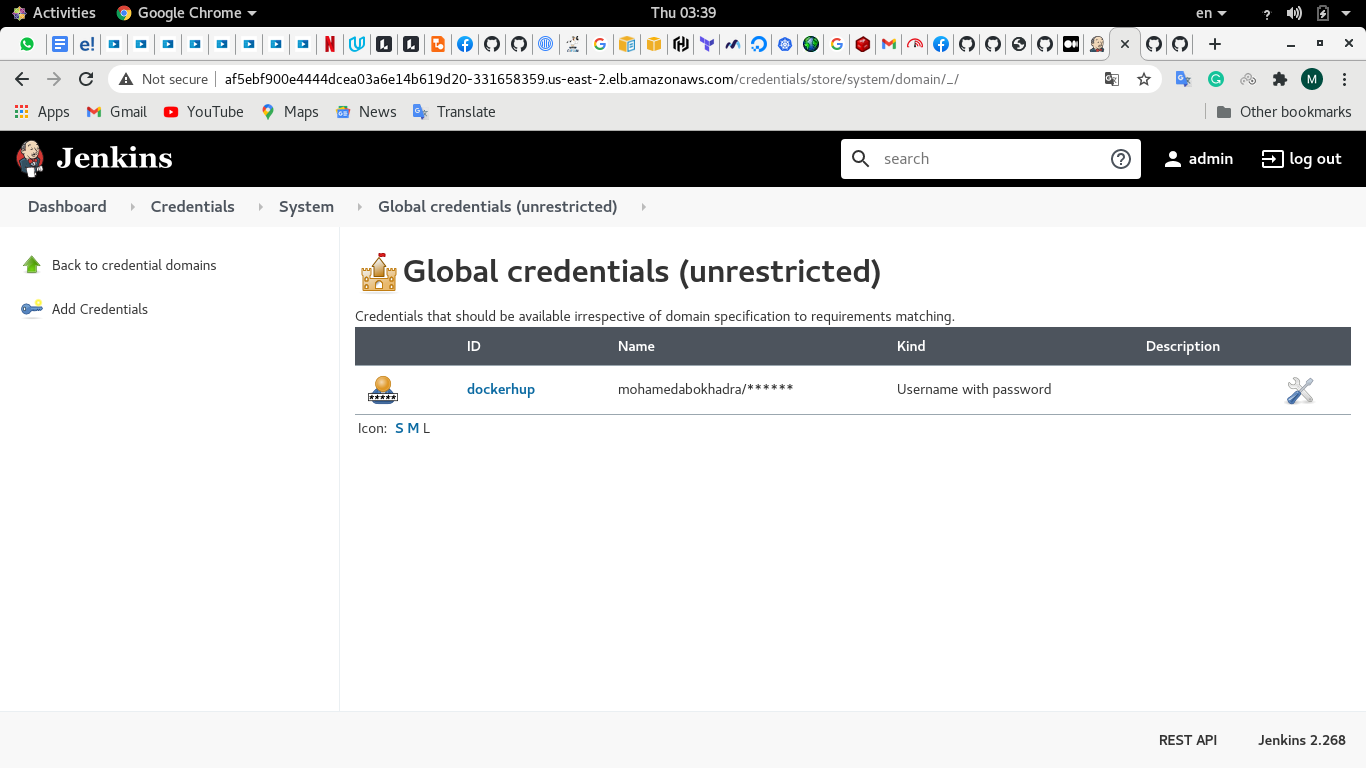 Activities Google Chrome Thu 03:39 en
Not secure af5ebf900e4444dcea03a6e14b619d20-331658359.us-east-2.elb.amazonaws.com/credentials/store/system/domain/_/ M
Apps Gmail YouTube Maps News Translate Other bookmarks
Jenkins search admin log out
Dashboard Credentials System Global credentials (unrestricted)
Back to credential domains
Add Credentials
Global credentials (unrestricted)
Credentials that should be available irrespective of domain specification to requirements matching.
ID Name Kind Description
dockerhup mohamedabokhadra/****** Username with password
Icon: S M L
REST API Jenkins 2.268